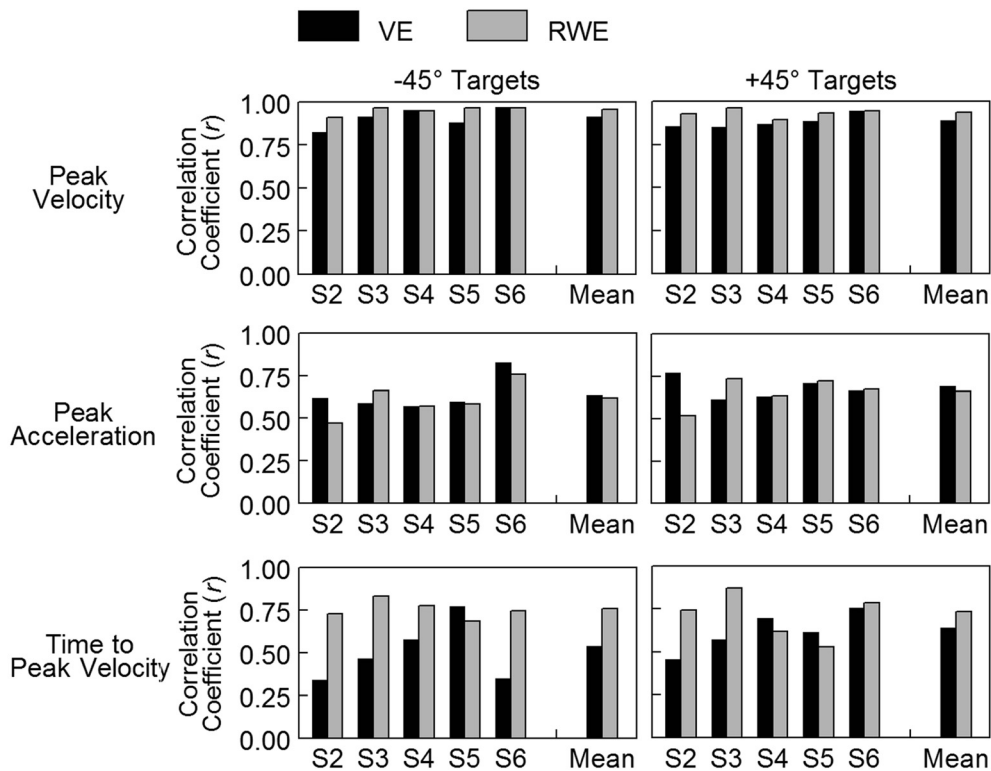 VE RWE
-45° Targets +45° Targets
Peak
Velocity
Correlation
Coefficient (r)
1.00
0.75
0.50
0.25
0.00
S2 S3 S4 S5 S6 Mean
S2 S3 S4 S5 S6 Mean
Peak
Acceleration
Correlation
Coefficient (r)
1.00
0.75
0.50
0.25
0.00
S2 S3 S4 S5 S6 Mean
S2 S3 S4 S5 S6 Mean
Time to
Peak Velocity
Correlation
Coefficient (r)
1.00
0.75
0.50
0.25
0.00
S2 S3 S4 S5 S6 Mean
S2 S3 S4 S5 S6 Mean